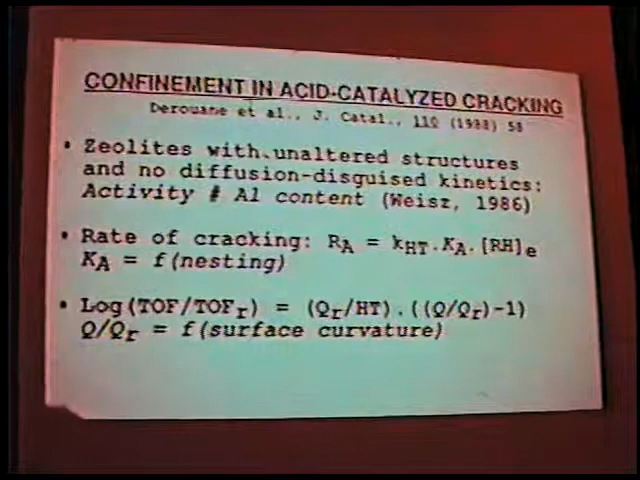 CONFINEMENT IN ACID-CATALYZED CRACKING
Derouane et al., J. Catal., 110 (1988) 58
• Zeolites with unaltered structures
and no diffusion-disguised kinetics:
Activity # Al content (Weisz, 1986)
• Rate of cracking: RA = kHT.KA.[RH]e
KA = f(nesting)
• Log(TOF/TOFr) = (Qr/HT).((Q/Qr)-1)
Q/Qr = f(surface curvature)